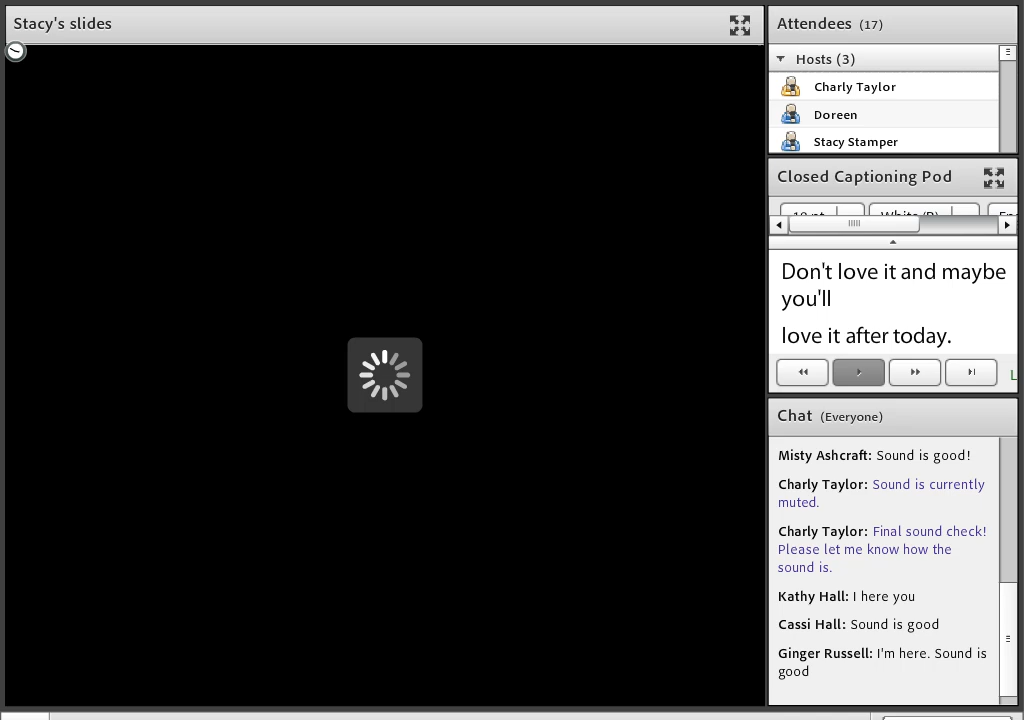 Stacy's slides
Attendees (17)
Hosts (3)
Charly Taylor
Doreen
Stacy Stamper
Closed Captioning Pod
Don't love it and maybe
you'll
love it after today.
Chat (Everyone)
Misty Ashcraft: Sound is good!
Charly Taylor: Sound is currently
muted.
Charly Taylor: Final sound check!
Please let me know how the
sound is.
Kathy Hall: I here you
Cassi Hall: Sound is good
Ginger Russell: I'm here. Sound is
good